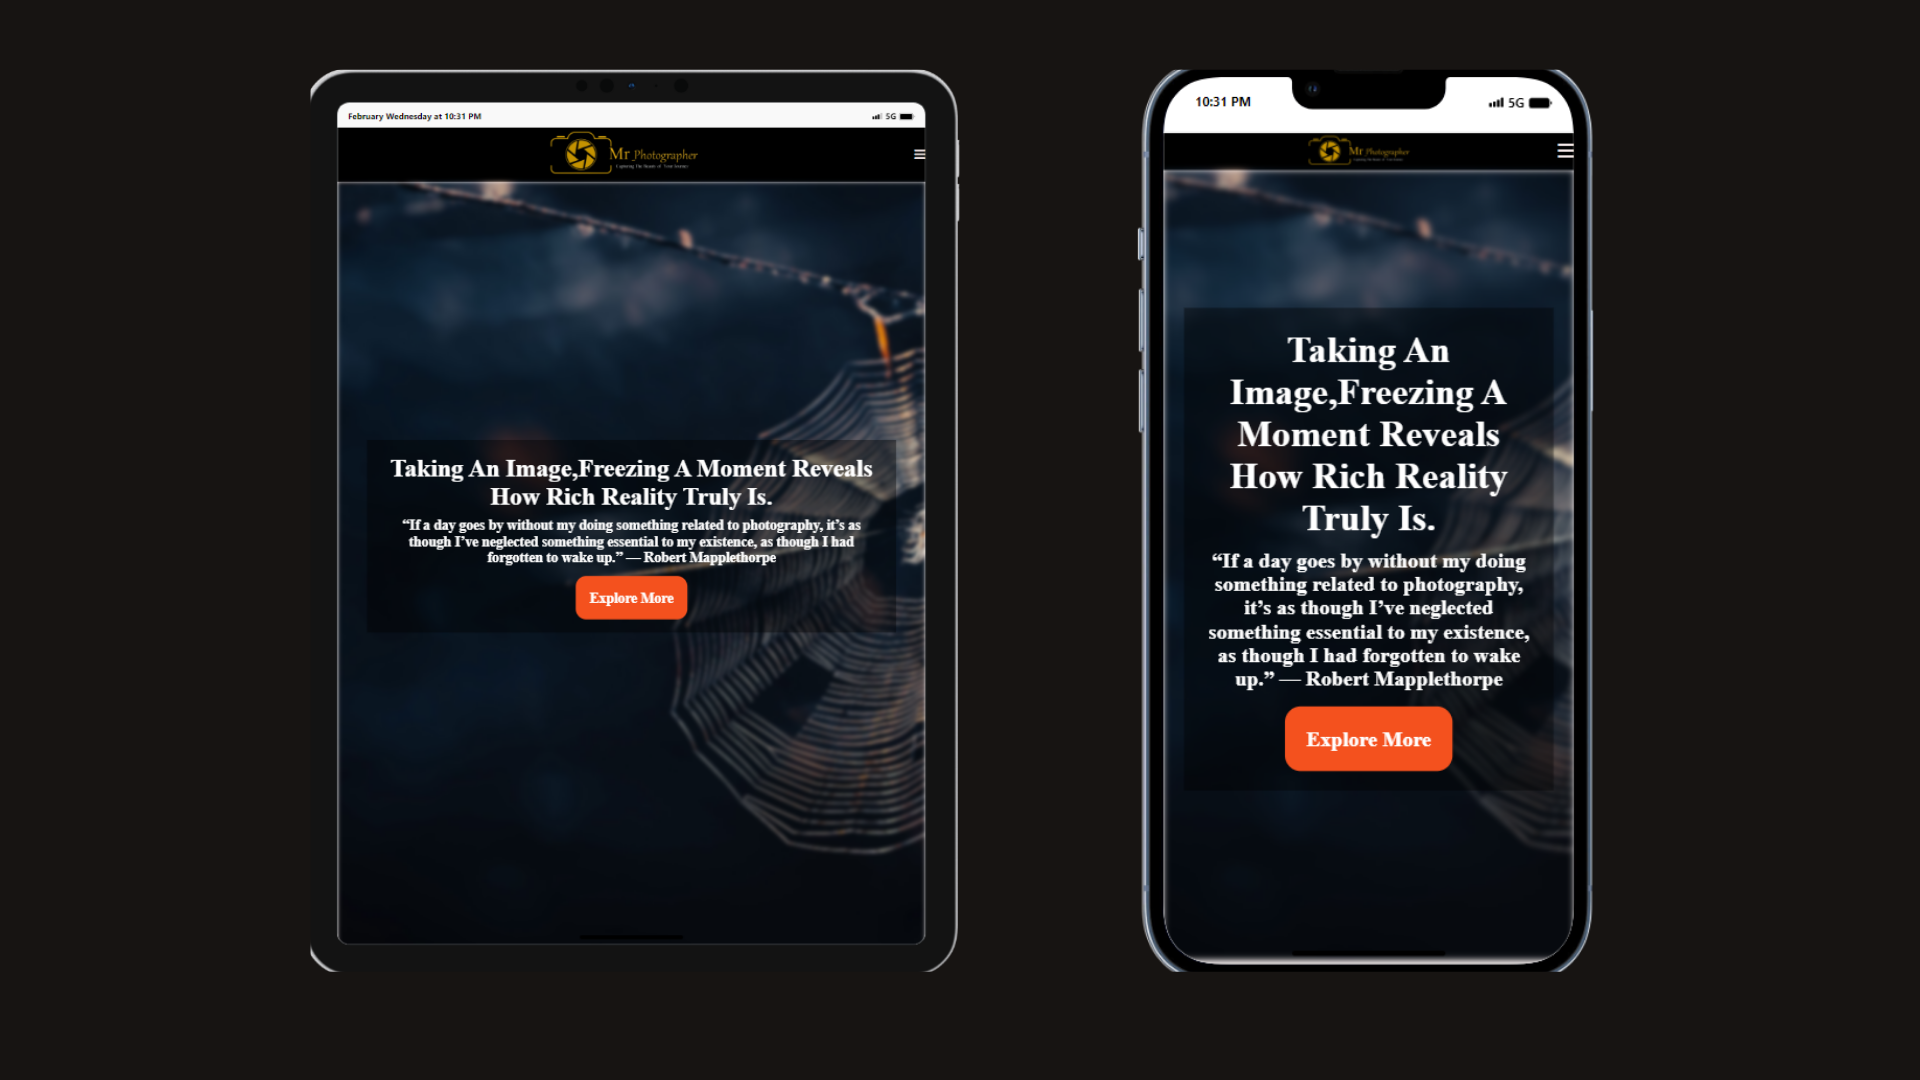 February Wednesday at 10:31 PM
5G
Mr Photographer
Taking An Image,Freezing A Moment Reveals
How Rich Reality Truly Is.
“If a day goes by without my doing something related to photography, it’s as
though I’ve neglected something essential to my existence, as though I had
forgotten to wake up.” — Robert Mapplethorpe
Explore More
10:31 PM
5G
Mr Photographer
Taking An
Image,Freezing A
Moment Reveals
How Rich Reality
Truly Is.
“If a day goes by without my doing
something related to photography,
it’s as though I’ve neglected
something essential to my existence,
as though I had forgotten to wake
up.” — Robert Mapplethorpe
Explore More